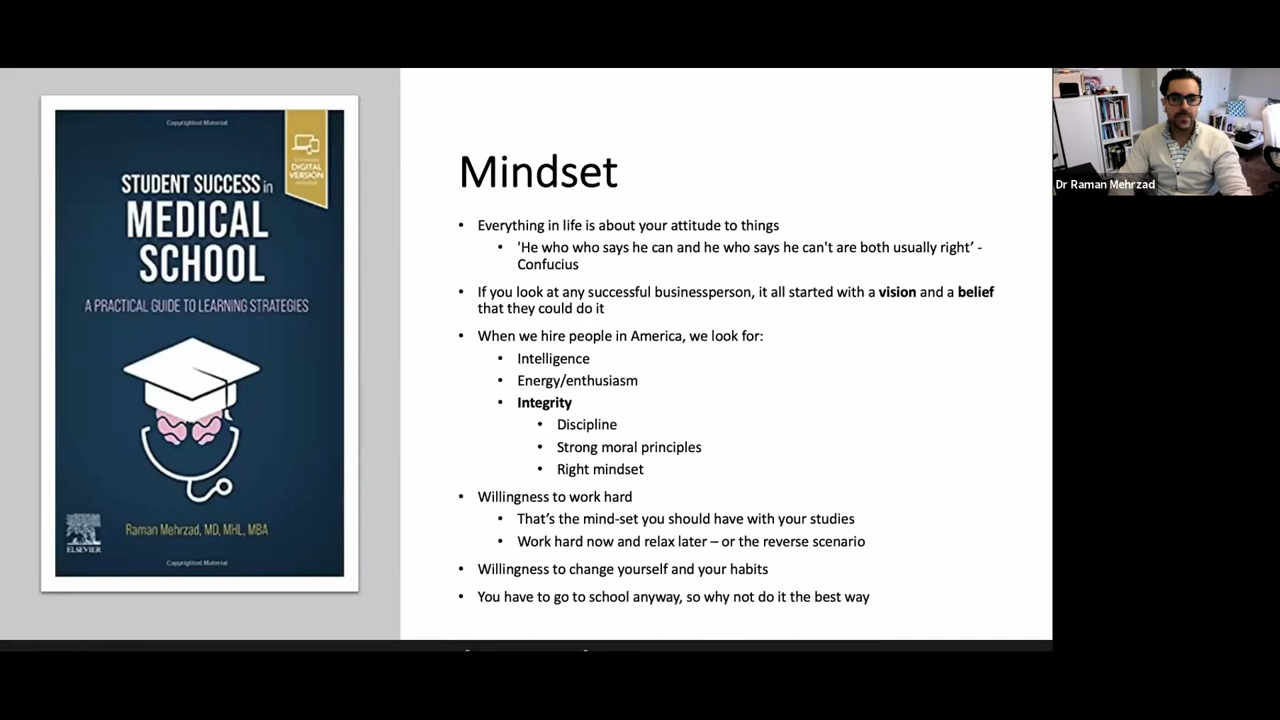 Copyrighted Material
DIGITAL
VERSION
STUDENT SUCCESS in
MEDICAL
SCHOOL
A PRACTICAL GUIDE TO LEARNING STRATEGIES
ELSEVIER
Raman Mehrzad, MD, MHL, MBA
Copyrighted Material
Mindset
• Everything in life is about your attitude to things
• 'He who who says he can and he who says he can't are both usually right’ -
Confucius
• If you look at any successful businessperson, it all started with a vision and a belief
that they could do it
• When we hire people in America, we look for:
• Intelligence
• Energy/enthusiasm
• Integrity
• Discipline
• Strong moral principles
• Right mindset
• Willingness to work hard
• That’s the mind-set you should have with your studies
• Work hard now and relax later – or the reverse scenario
• Willingness to change yourself and your habits
• You have to go to school anyway, so why not do it the best way
Dr Raman Mehrzad